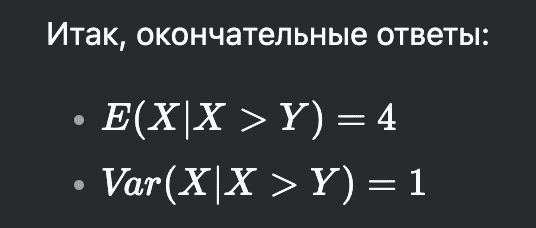 Итак, окончательные ответы:
• E(X|X > Y) = 4
• Var(X|X > Y) = 1